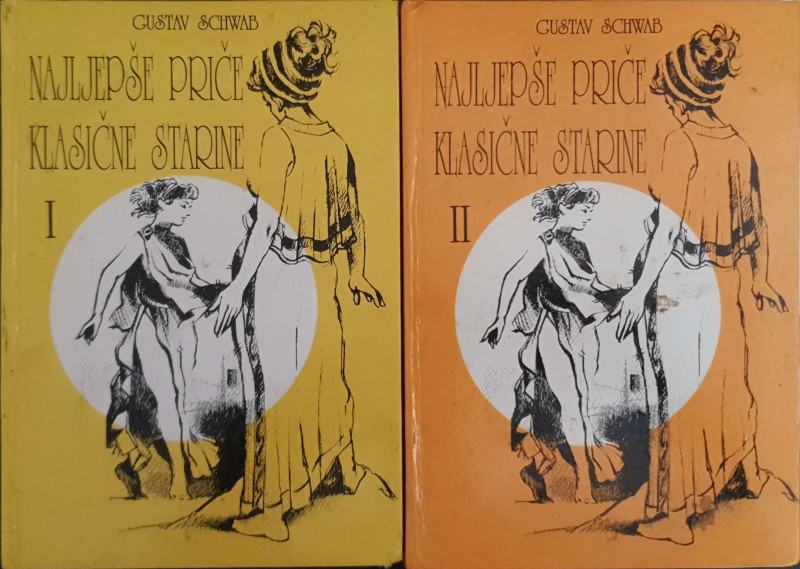 GUSTAV SCHWAB
NAJLJEPŠE PRIČE
KLASIČNE STARINE
I
GUSTAV SCHWAB
NAJLJEPŠE PRIČE
KLASIČNE STARINE
II